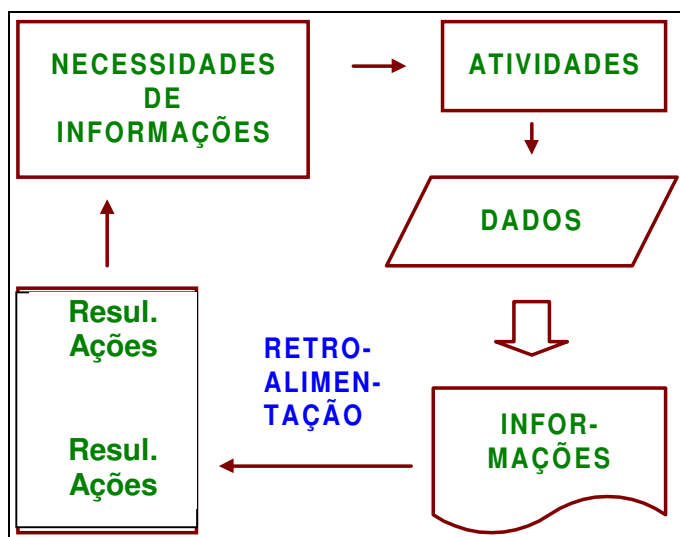 NECESSIDADES
DE
INFORMAÇÕES
ATIVIDADES
DADOS
INFOR-
MAÇÕES
RETRO-
ALIMEN-
TAÇÃO
Resul.
Ações
Resul.
Ações